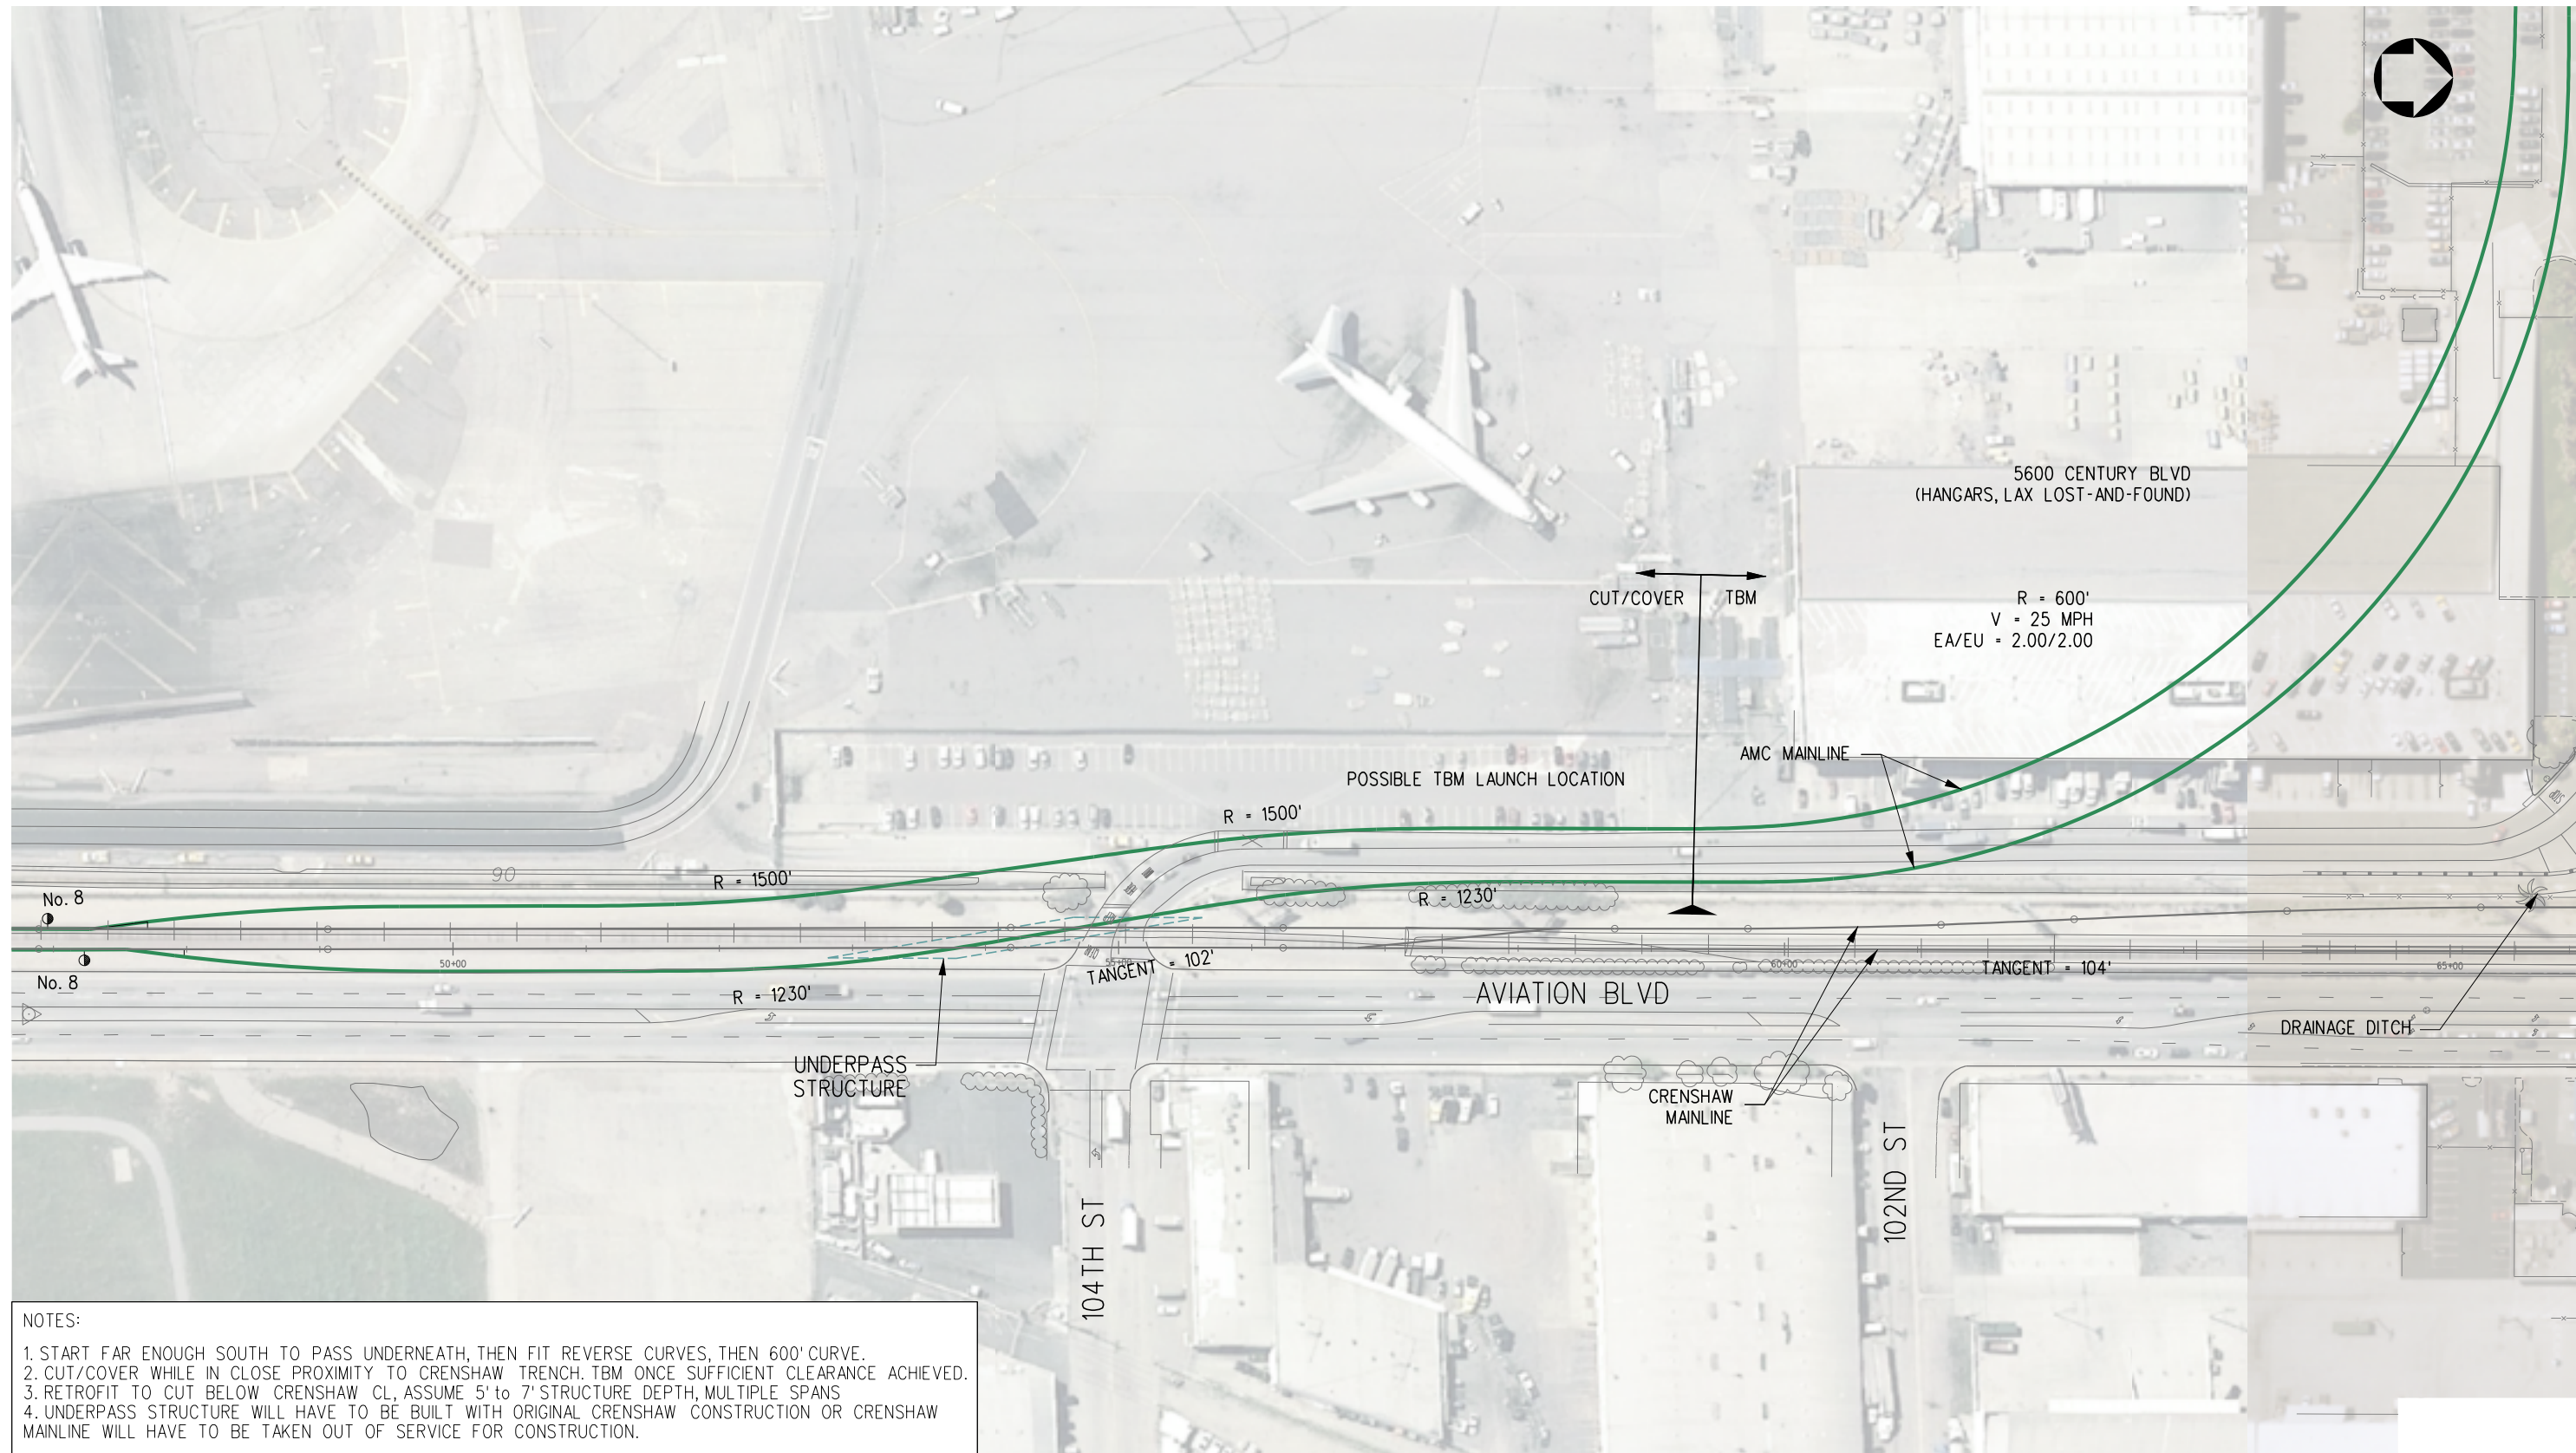 5600 CENTURY BLVD
(HANGARS, LAX LOST-AND-FOUND)
CUT/COVER
TBM
R = 600'
V = 25 MPH
EA/EU = 2.00/2.00
AMC MAINLINE
POSSIBLE TBM LAUNCH LOCATION
R = 1500'
90
R = 1500'
No. 8
R = 1230'
No. 8
50+00
TANGENT = 102'
60+00
TANGENT = 104'
65+00
R = 1230'
AVIATION BLVD
DRAINAGE DITCH
UNDERPASS
STRUCTURE
CRENSHAW
MAINLINE
104TH ST
102ND ST
NOTES:
1. START FAR ENOUGH SOUTH TO PASS UNDERNEATH, THEN FIT REVERSE CURVES, THEN 600' CURVE.
2. CUT/COVER WHILE IN CLOSE PROXIMITY TO CRENSHAW TRENCH. TBM ONCE SUFFICIENT CLEARANCE ACHIEVED.
3. RETROFIT TO CUT BELOW CRENSHAW CL, ASSUME 5' to 7' STRUCTURE DEPTH, MULTIPLE SPANS
4. UNDERPASS STRUCTURE WILL HAVE TO BE BUILT WITH ORIGINAL CRENSHAW CONSTRUCTION OR CRENSHAW
MAINLINE WILL HAVE TO BE TAKEN OUT OF SERVICE FOR CONSTRUCTION.